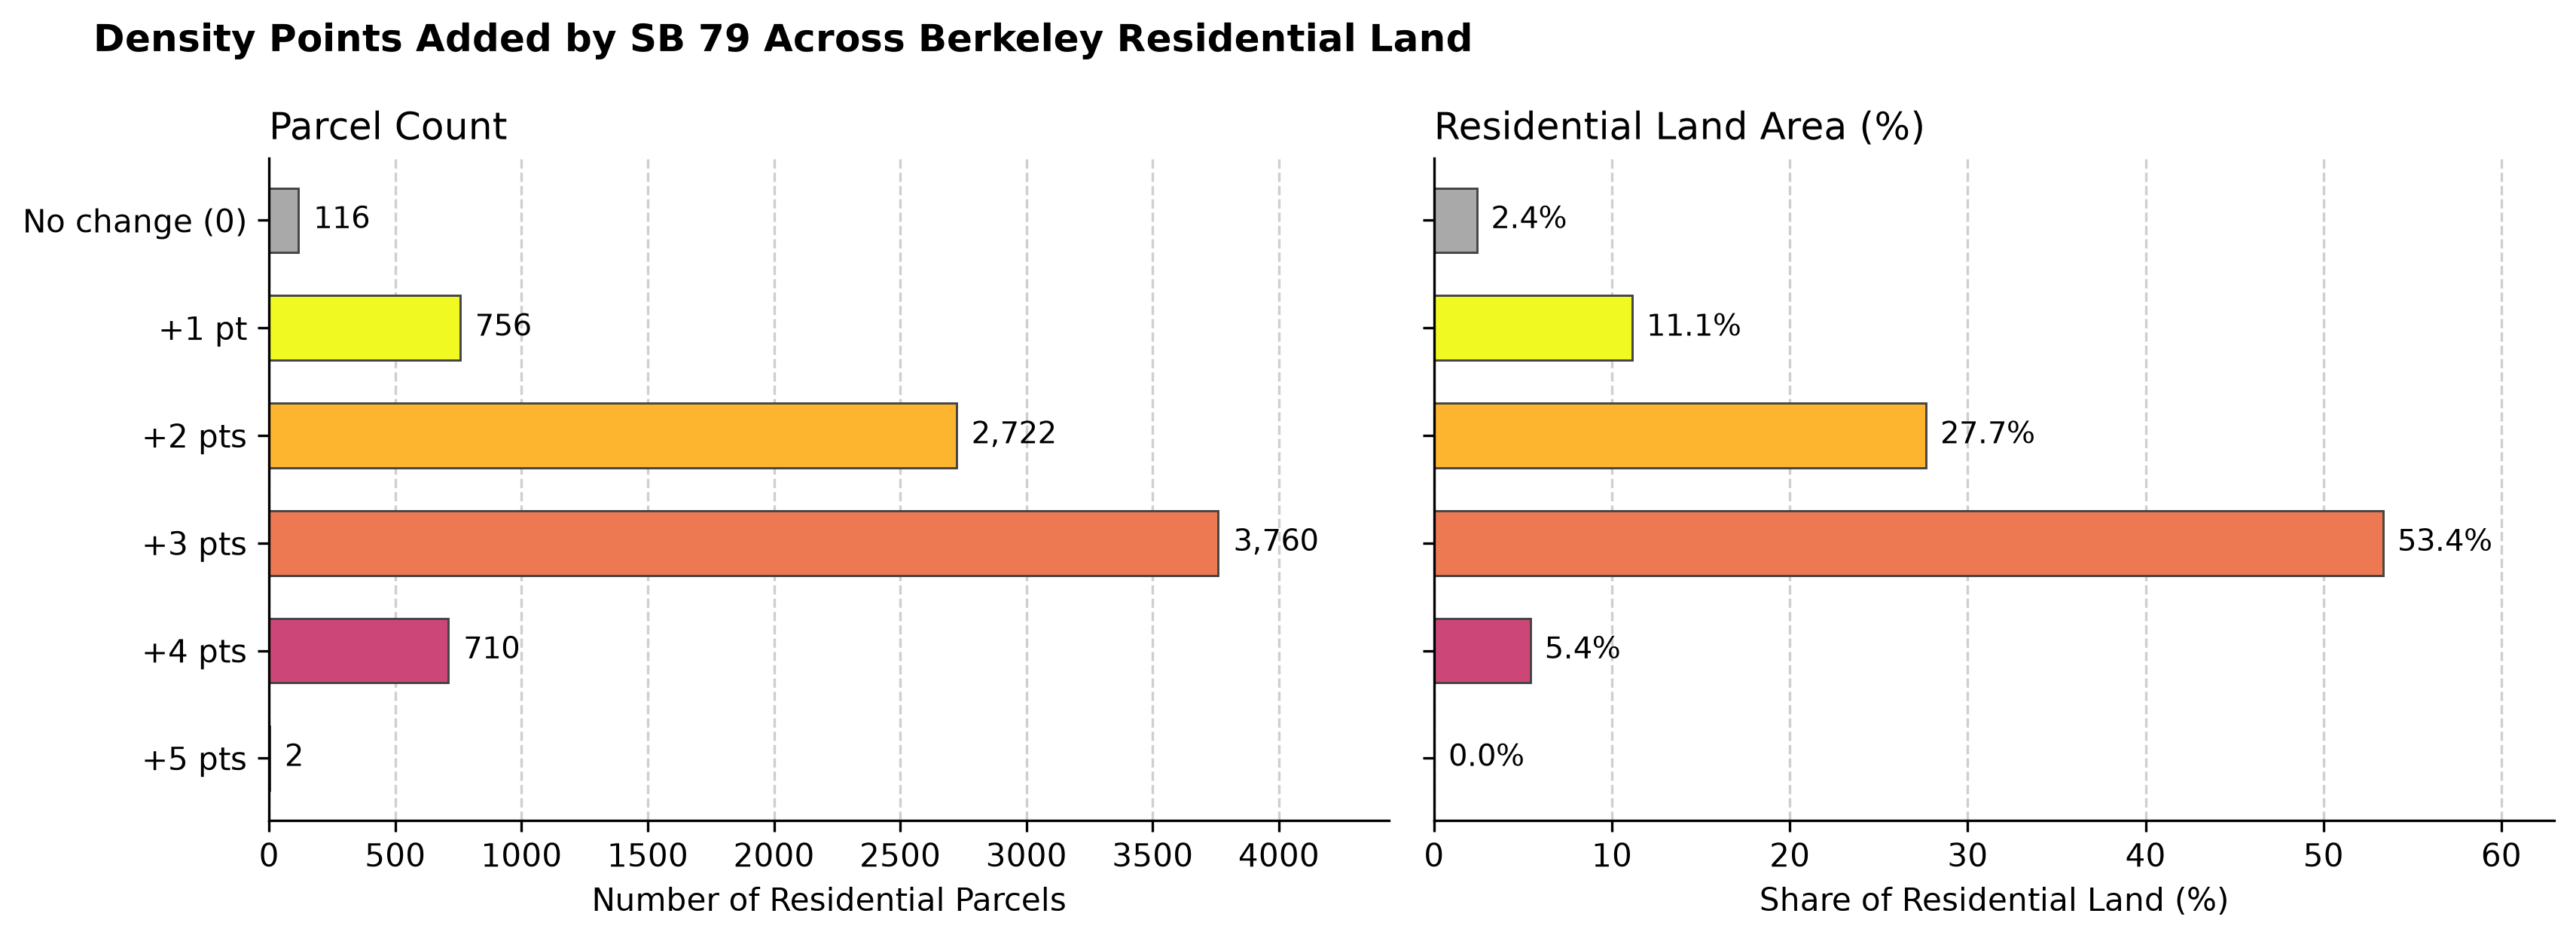 Density Points Added by SB 79 Across Berkeley Residential Land
Parcel Count
No change (0)
116
+1 pt
756
+2 pts
2,722
+3 pts
3,760
+4 pts
710
+5 pts
2
0 500 1000 1500 2000 2500 3000 3500 4000
Number of Residential Parcels
Residential Land Area (%)
2.4%
11.1%
27.7%
53.4%
5.4%
0.0%
0 10 20 30 40 50 60
Share of Residential Land (%)